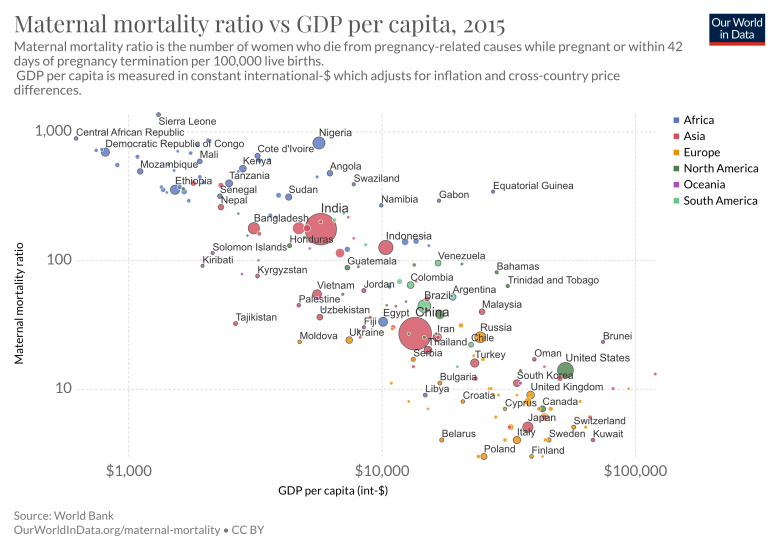 Maternal mortality ratio vs GDP per capita, 2015
Our World
in Data
Maternal mortality ratio is the number of women who die from pregnancy-related causes while pregnant or within 42
days of pregnancy termination per 100,000 live births.
GDP per capita is measured in constant international-$ which adjusts for inflation and cross-country price
differences.
Sierra Leone
1,000
Central African Republic
Nigeria
Democratic Republic of Congo
Cote d'Ivoire
Mali
Kenya
Mozambique
Angola
Tanzania
Ethiopia
Swaziland
Equatorial Guinea
Senegal
Sudan
Gabon
Nepal
Namibia
India
Bangladesh
Honduras
Indonesia
Solomon Islands
100
Kiribati
Guatemala
Venezuela
Kyrgyzstan
Bahamas
Colombia
Trinidad and Tobago
Vietnam
Jordan
Argentina
Palestine
Brazil
Malaysia
Uzbekistan
Egypt
China
Tajikistan
Fiji
Ukraine
Iran
Russia
Moldova
Thailand
Chile
Brunei
Serbia
Turkey
Oman
United States
Bulgaria
South Korea
10
Libya
United Kingdom
Croatia
Cyprus
Canada
Japan
Switzerland
Belarus
Italy
Sweden
Kuwait
Poland
Finland
Africa
Asia
Europe
North America
Oceania
South America
Maternal mortality ratio
$1,000
$10,000
$100,000
GDP per capita (int-$)
Source: World Bank
OurWorldInData.org/maternal-mortality • CC BY